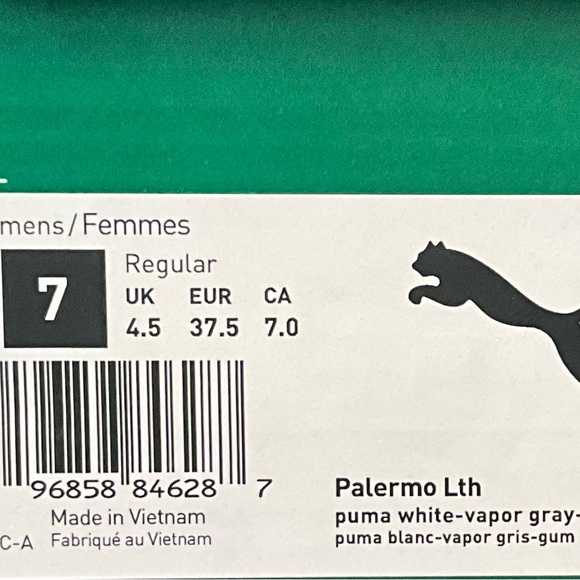 mens/Femmes
7
Regular
UK EUR CA
4.5 37.5 7.0
96858 84628 7
Palermo Lth
Made in Vietnam
puma white-vapor gray-
C-A Fabriqué au Vietnam
puma blanc-vapor gris-gum